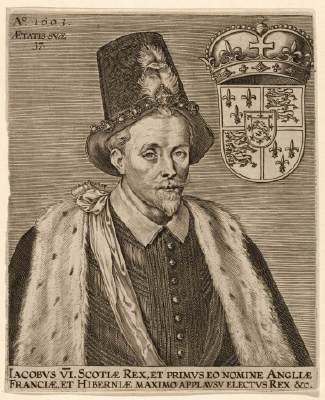 Aº 1603.
ÆTATIS SVÆ
37.
IACOBVS VI. SCOTIÆ REX, ET PRIMVS EO NOMINE ANGLIÆ
FRANCIÆ, ET HIBERNIÆ MAXIMO APPLAVSV ELECTVS REX &c.